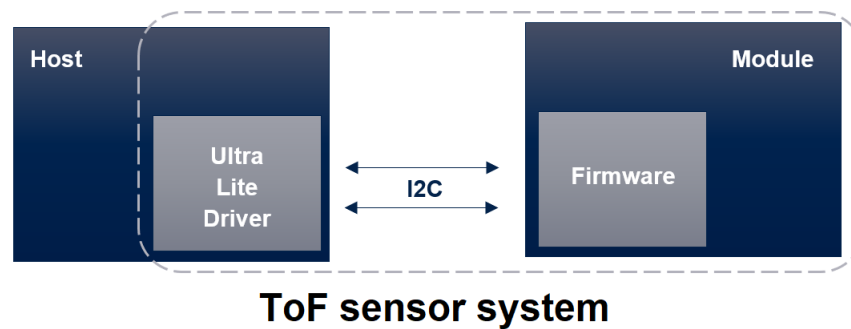 Host
Module
Ultra
Lite
Driver
I2C
Firmware
ToF sensor system